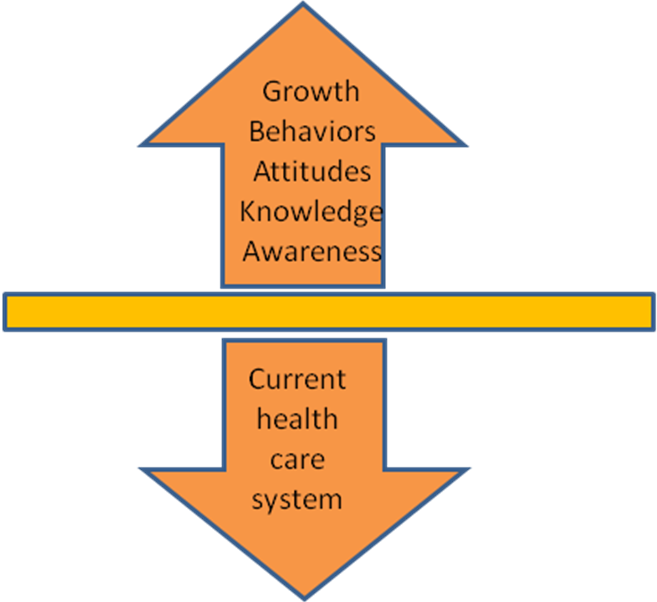 Growth
Behaviors
Attitudes
Knowledge
Awareness
Current
health
care
system